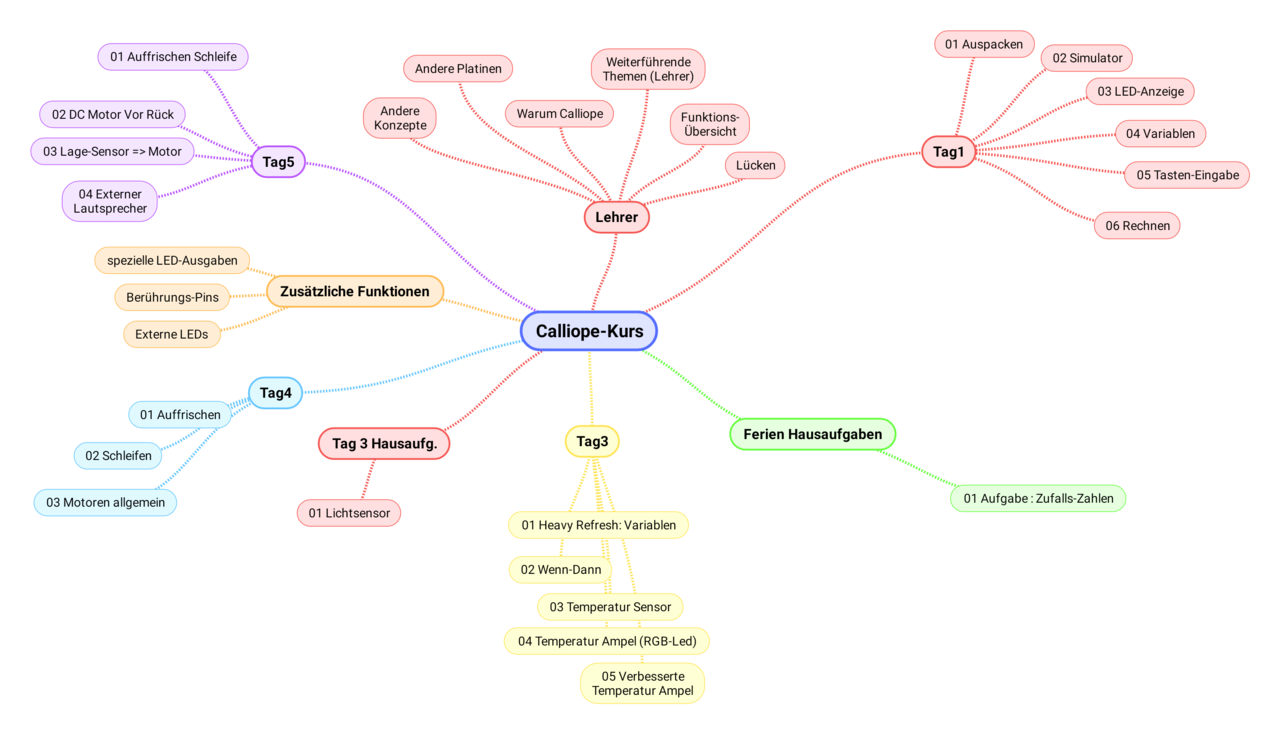 Calliope-Kurs
Lehrer
Andere
Konzepte
Andere Platinen
Warum Calliope
Weiterführende
Themen (Lehrer)
Funktions-
Übersicht
Lücken
Tag1
01 Auspacken
02 Simulator
03 LED-Anzeige
04 Variablen
05 Tasten-Eingabe
06 Rechnen
Ferien Hausaufgaben
01 Aufgabe : Zufalls-Zahlen
Tag3
01 Heavy Refresh: Variablen
02 Wenn-Dann
03 Temperatur Sensor
04 Temperatur Ampel (RGB-Led)
05 Verbesserte
Temperatur Ampel
Tag 3 Hausaufg.
01 Lichtsensor
Tag4
01 Auffrischen
02 Schleifen
03 Motoren allgemein
Zusätzliche Funktionen
spezielle LED-Ausgaben
Berührungs-Pins
Externe LEDs
Tag5
01 Auffrischen Schleife
02 DC Motor Vor Rück
03 Lage-Sensor => Motor
04 Externer
Lautsprecher